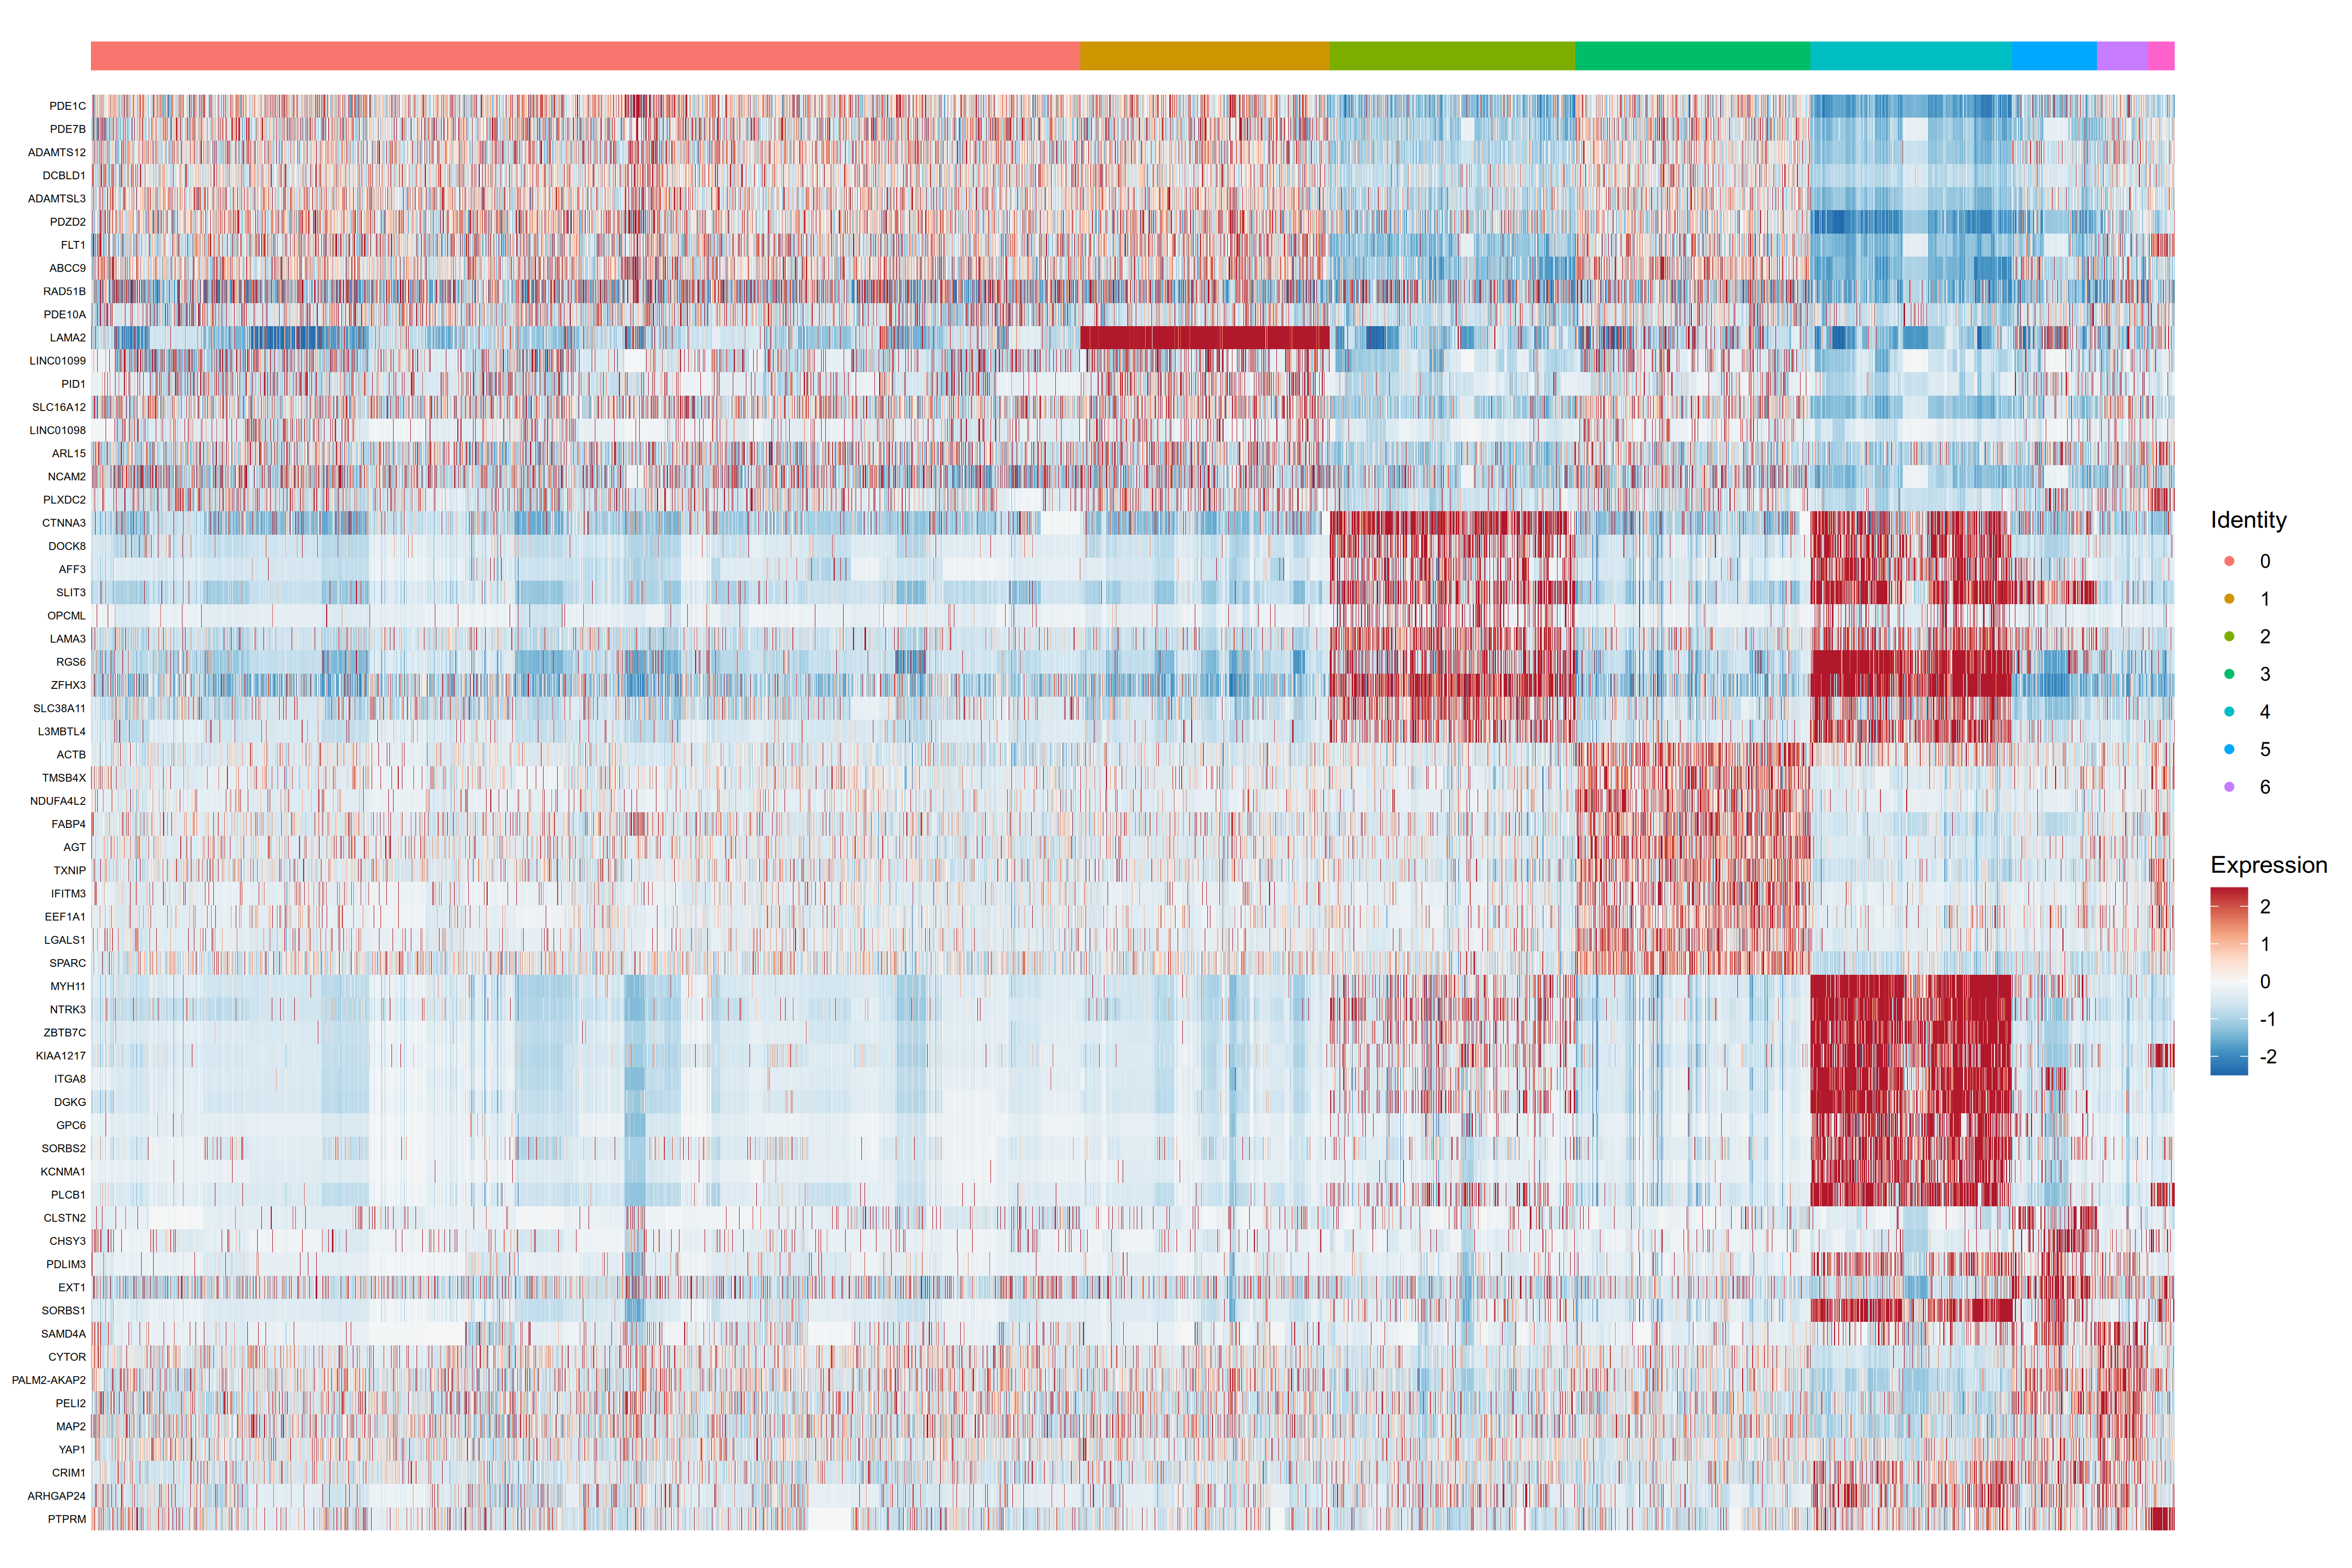 PDE1C
PDE7B
ADAMTS12
DCBLD1
ADAMTSL3
PDZD2
FLT1
ABCC9
RAD51B
PDE10A
LAMA2
LINC01099
PID1
SLC16A12
LINC01098
ARL15
NCAM2
PLXDC2
CTNNA3
DOCK8
AFF3
SLIT3
OPCML
LAMA3
RGS6
ZFHX3
SLC38A11
L3MBTL4
ACTB
TMSB4X
NDUFA4L2
FABP4
AGT
TXNIP
IFITM3
EEF1A1
LGALS1
SPARC
MYH11
NTRK3
ZBTB7C
KIAA1217
ITGA8
DGKG
GPC6
SORBS2
KCNMA1
PLCB1
CLSTN2
CHSY3
PDLIM3
EXT1
SORBS1
SAMD4A
CYTOR
PALM2-AKAP2
PELI2
MAP2
YAP1
CRIM1
ARHGAP24
PTPRM
Identity
0
1
2
3
4
5
6
Expression
2
1
0
-1
-2